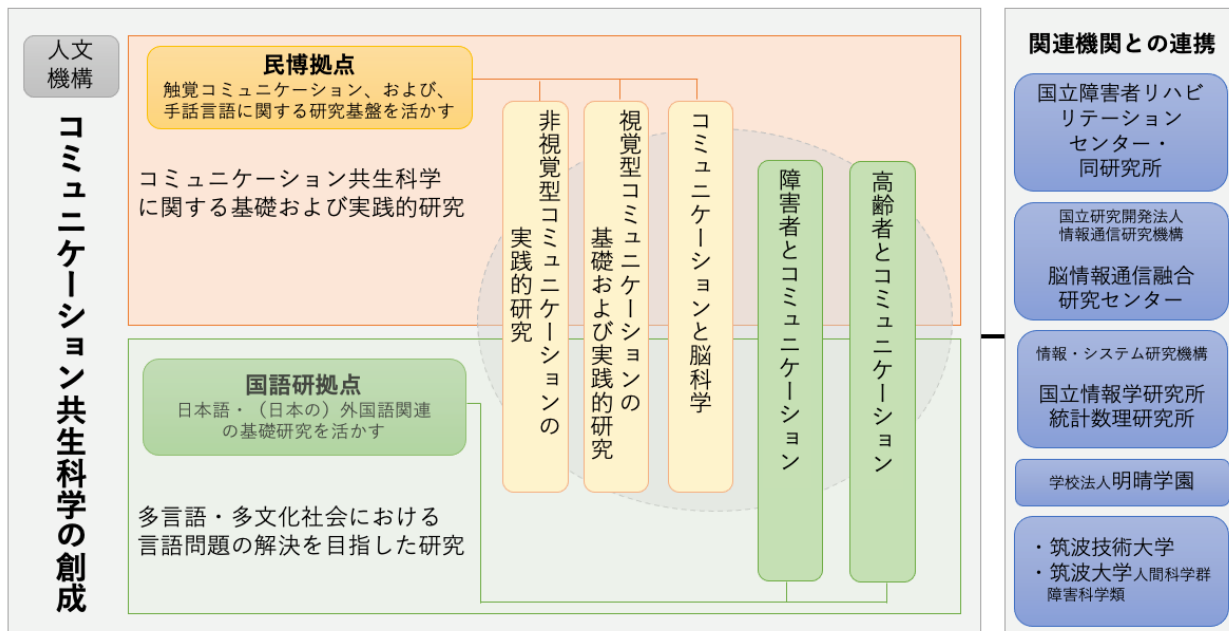 人文
機構
コミュニケーション共生科学の創成
民博拠点
触覚コミュニケーション、および、
手話言語に関する研究基盤を活かす
コミュニケーション共生科学
に関する基礎および実践的研究
非視覚型コミュニケーションの
実践的研究
視覚型コミュニケーションの
基礎および実践的研究
コミュニケーションと脳科学
障害者とコミュニケーション
高齢者とコミュニケーション
国語研拠点
日本語・（日本の）外国語関連
の基礎研究を活かす
多言語・多文化社会における
言語問題の解決を目指した研究
関連機関との連携
国立障害者リハビ
リテーション
センター・
同研究所
国立研究開発法人
情報通信研究機構
脳情報通信融合
研究センター
情報・システム研究機構
国立情報学研究所
統計数理研究所
学校法人明晴学園
・筑波技術大学
・筑波大学人間科学群
障害科学類